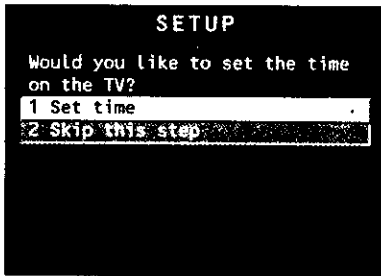 SETUP
Would you like to set the time
on the TV?
1 Set time
2 Skip this step